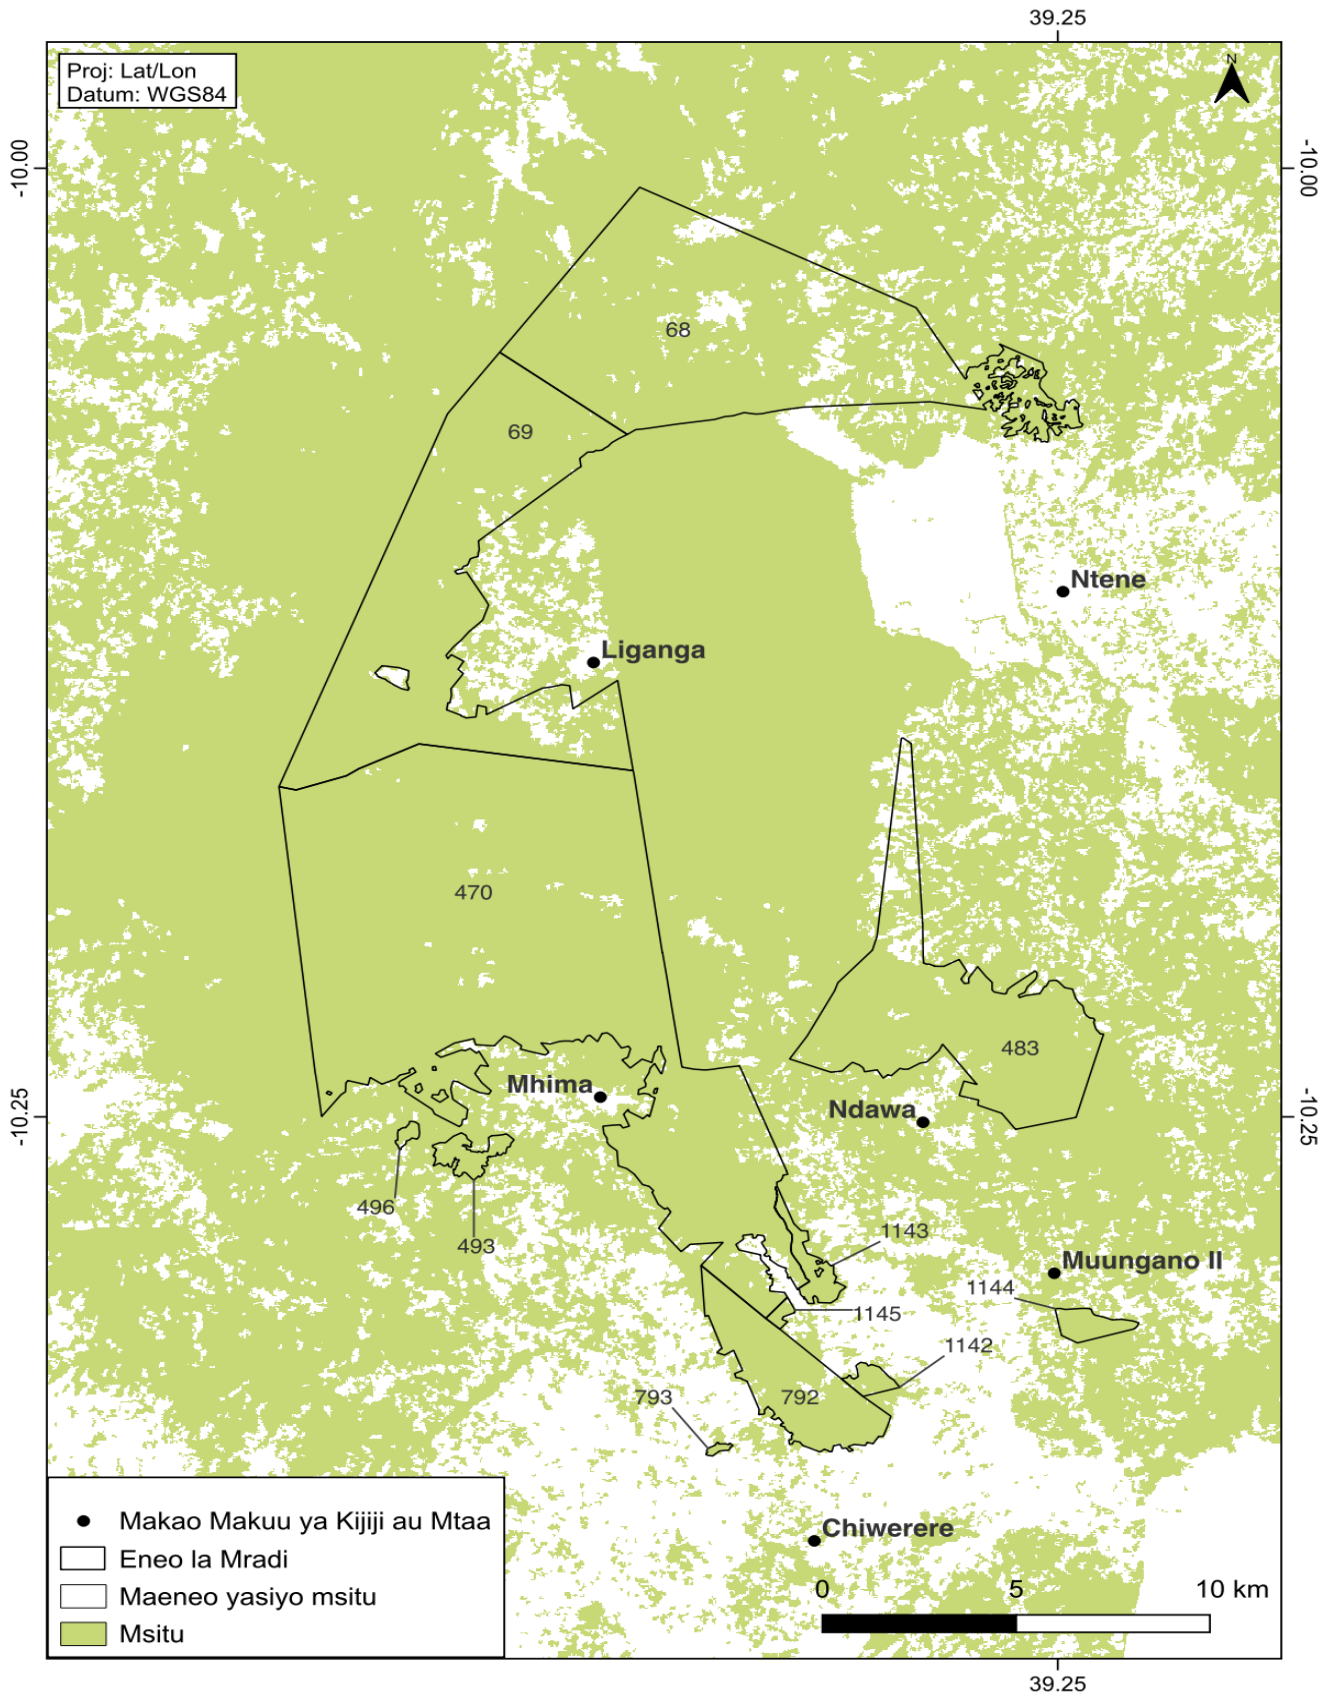 39.25
Proj: Lat/Lon
Datum: WGS84
N
-10.00
-10.00
68
69
Ntene
Liganga
470
483
Mhima
Ndawa
-10.25
-10.25
496
493
1143
Muungano II
1144
1145
1142
793
792
Chiwerere
Makao Makuu ya Kijiji au Mtaa
Eneo la Mradi
Maeneo yasiyo msitu
Msitu
0 5 10 km
39.25